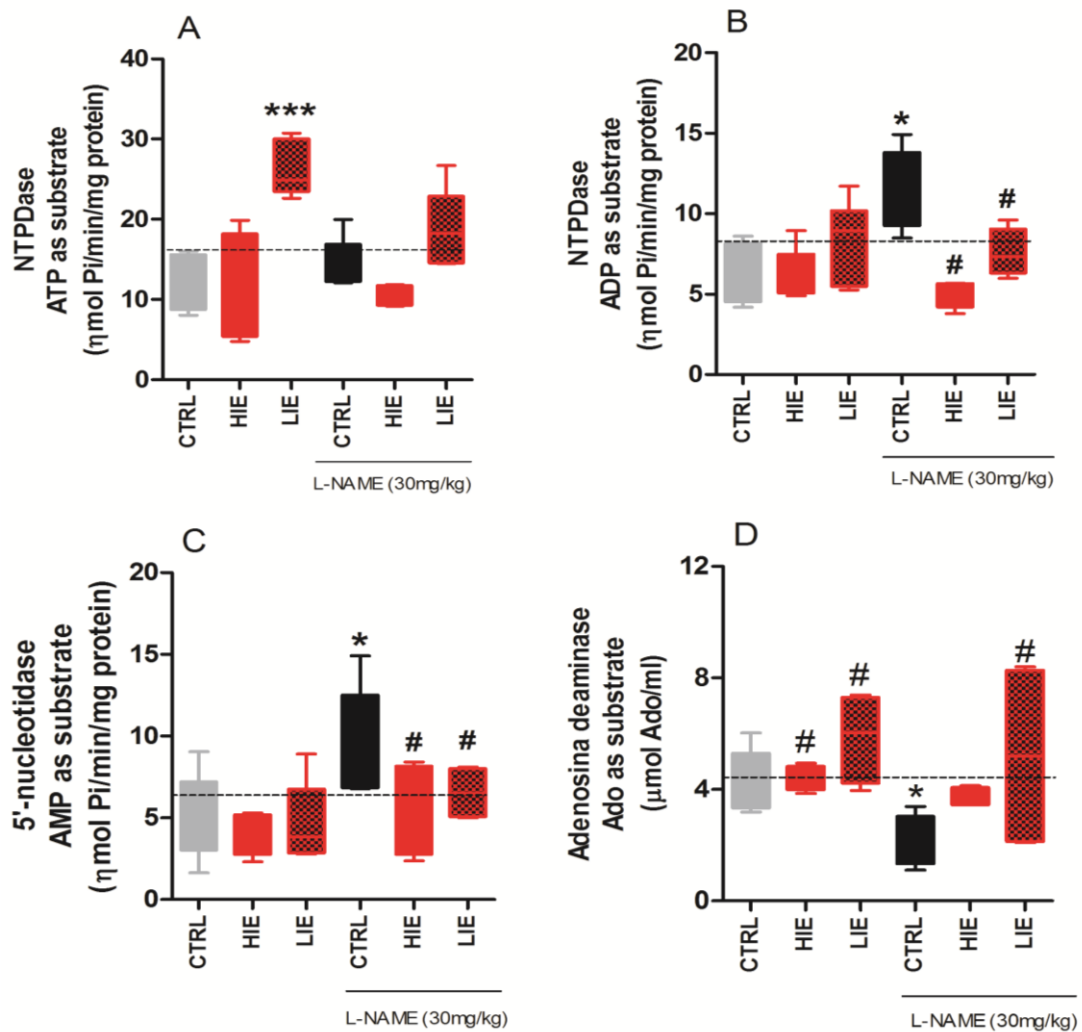 A
NTPDase
ATP as substrate
(ηmol Pi/min/mg protein)
40
30
20
10
0
***
CTRL
HIE
LIE
CTRL
HIE
LIE
L-NAME (30mg/kg)
B
NTPDase
ADP as substrate
(ηmol Pi/min/mg protein)
20
15
10
5
0
*
#
#
CTRL
HIE
LIE
CTRL
HIE
LIE
L-NAME (30mg/kg)
C
5'-nucleotidase
AMP as substrate
(ηmol Pi/min/mg protein)
20
15
10
5
0
*
#
#
CTRL
HIE
LIE
CTRL
HIE
LIE
L-NAME (30mg/kg)
D
Adenosina deaminase
Ado as substrate
(μmol Ado/ml)
12
8
4
0
#
#
*
#
CTRL
HIE
LIE
CTRL
HIE
LIE
L-NAME (30mg/kg)